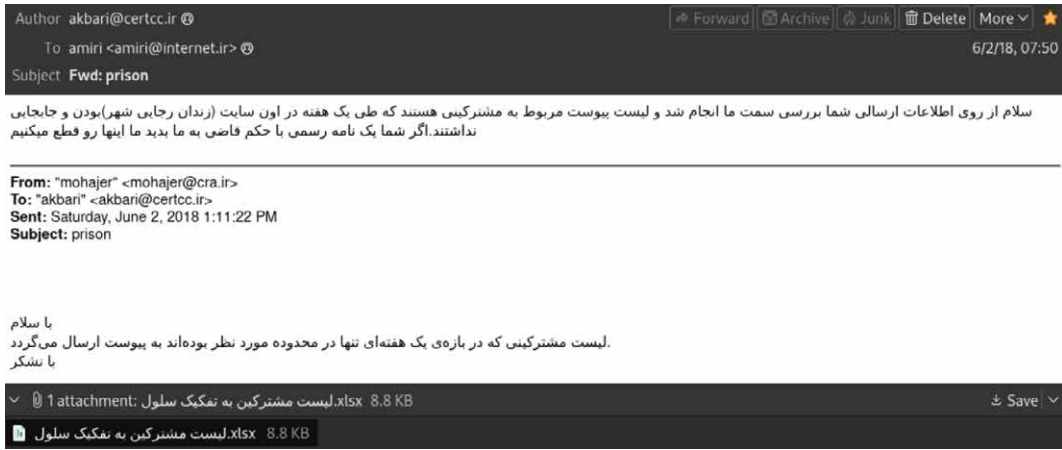 Author akbari@certcc.ir
Forward Archive Junk Delete More
To amiri <amiri@internet.ir>
6/2/18, 07:50
Subject Fwd: prison
سلام از روی اطلاعات ارسالی شما بررسی سمت ما انجام شد و لیست پیوست مربوط به مشترکینی هستند که طی یک هفته در اون سایت (زندان رجایی شهر)بودن و جابجایی
نداشتند.اگر شما یک نامه رسمی با حکم قاضی به ما بدید ما اینها رو قطع میکنیم
From: "mohajer" <mohajer@cra.ir>
To: "akbari" <akbari@certcc.ir>
Sent: Saturday, June 2, 2018 1:11:22 PM
Subject: prison
با سلام
.لیست مشترکینی که در بازه‌ی یک هفته‌ای تنها در محدوده مورد نظر بوده‌اند به پیوست ارسال می‌گردد
با تشکر
1 attachment: لیست مشترکین به تفکیک سلول.xlsx 8.8 KB
Save
لیست مشترکین به تفکیک سلول.xlsx 8.8 KB